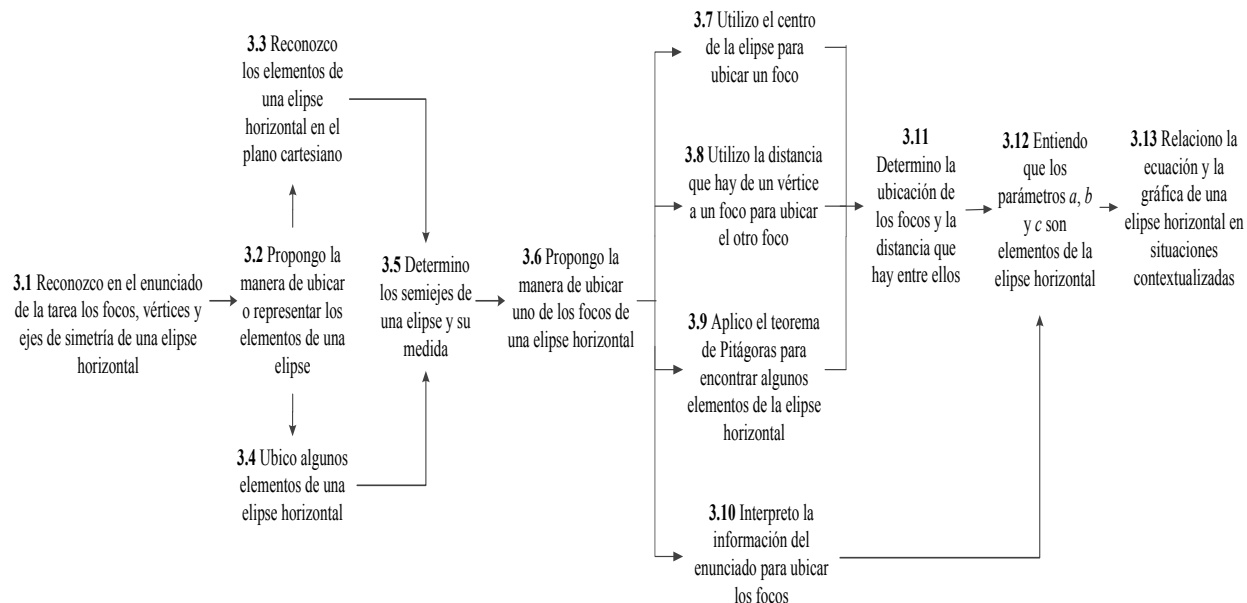 3.1 Reconozco en el enunciado
de la tarea los focos, vértices y
ejes de simetría de una elipse
horizontal
3.2 Propongo la
manera de ubicar
o representar los
elementos de una
elipse
3.3 Reconozco
los elementos de
una elipse
horizontal en el
plano cartesiano
3.4 Ubico algunos
elementos de una
elipse horizontal
3.5 Determino
los semiejes de
una elipse y su
medida
3.6 Propongo la
manera de ubicar
uno de los focos de
una elipse horizontal
3.7 Utilizo el centro
de la elipse para
ubicar un foco
3.8 Utilizo la distancia
que hay de un vértice
a un foco para ubicar
el otro foco
3.9 Aplico el teorema
de Pitágoras para
encontrar algunos
elementos de la elipse
horizontal
3.10 Interpreto la
información del
enunciado para ubicar
los focos
3.11
Determino la
ubicación de
los focos y la
distancia que
hay entre ellos
3.12 Entiendo
que los
parámetros a, b
y c son
elementos de la
elipse horizontal
3.13 Relaciono la
ecuación y la
gráfica de una
elipse horizontal en
situaciones
contextualizadas